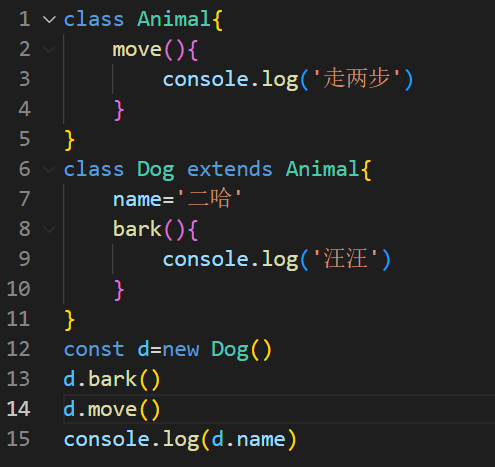 1 class Animal{
2     move(){
3         console.log('走两步')
4     }
5 }
6 class Dog extends Animal{
7     name='二哈'
8     bark(){
9         console.log('汪汪')
10     }
11 }
12 const d=new Dog()
13 d.bark()
14 d.move()
15 console.log(d.name)